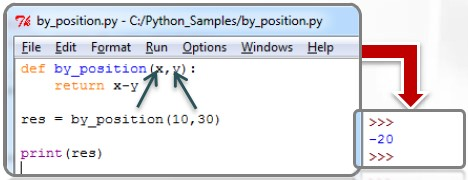 by_position.py - C:/Python_Samples/by_position.py
File Edit Format Run Options Windows Help
def by_position(x,y):
    return x-y
res = by_position(10,30)
print(res)
>>>
-20
>>>